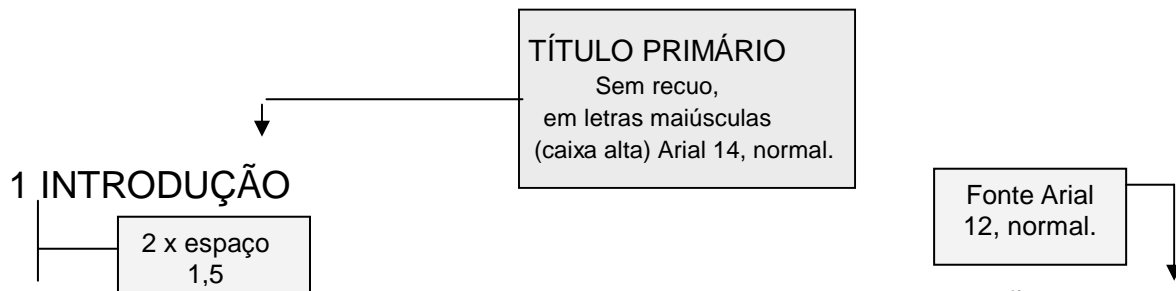 TÍTULO PRIMÁRIO
Sem recuo,
em letras maiúsculas
(caixa alta) Arial 14, normal.
1 INTRODUÇÃO
Fonte Arial
12, normal.
2 x espaço
1,5